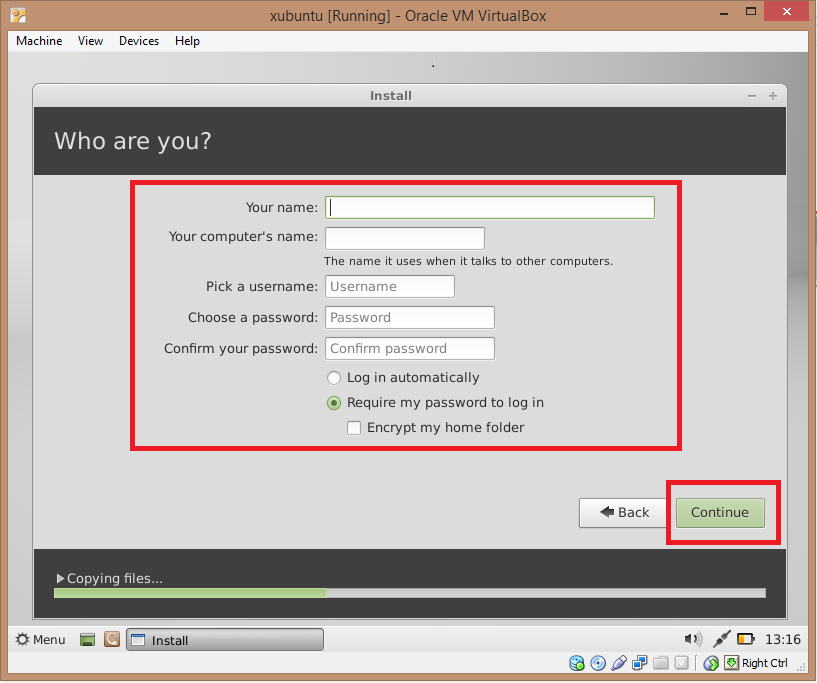 xubuntu [Running] - Oracle VM VirtualBox
Machine View Devices Help
Install
Who are you?
Your name:
Your computer's name:
The name it uses when it talks to other computers.
Pick a username: Username
Choose a password: Password
Confirm your password: Confirm password
Log in automatically
Require my password to log in
Encrypt my home folder
Back Continue
Copying files...
Menu Install 13:16
Right Ctrl